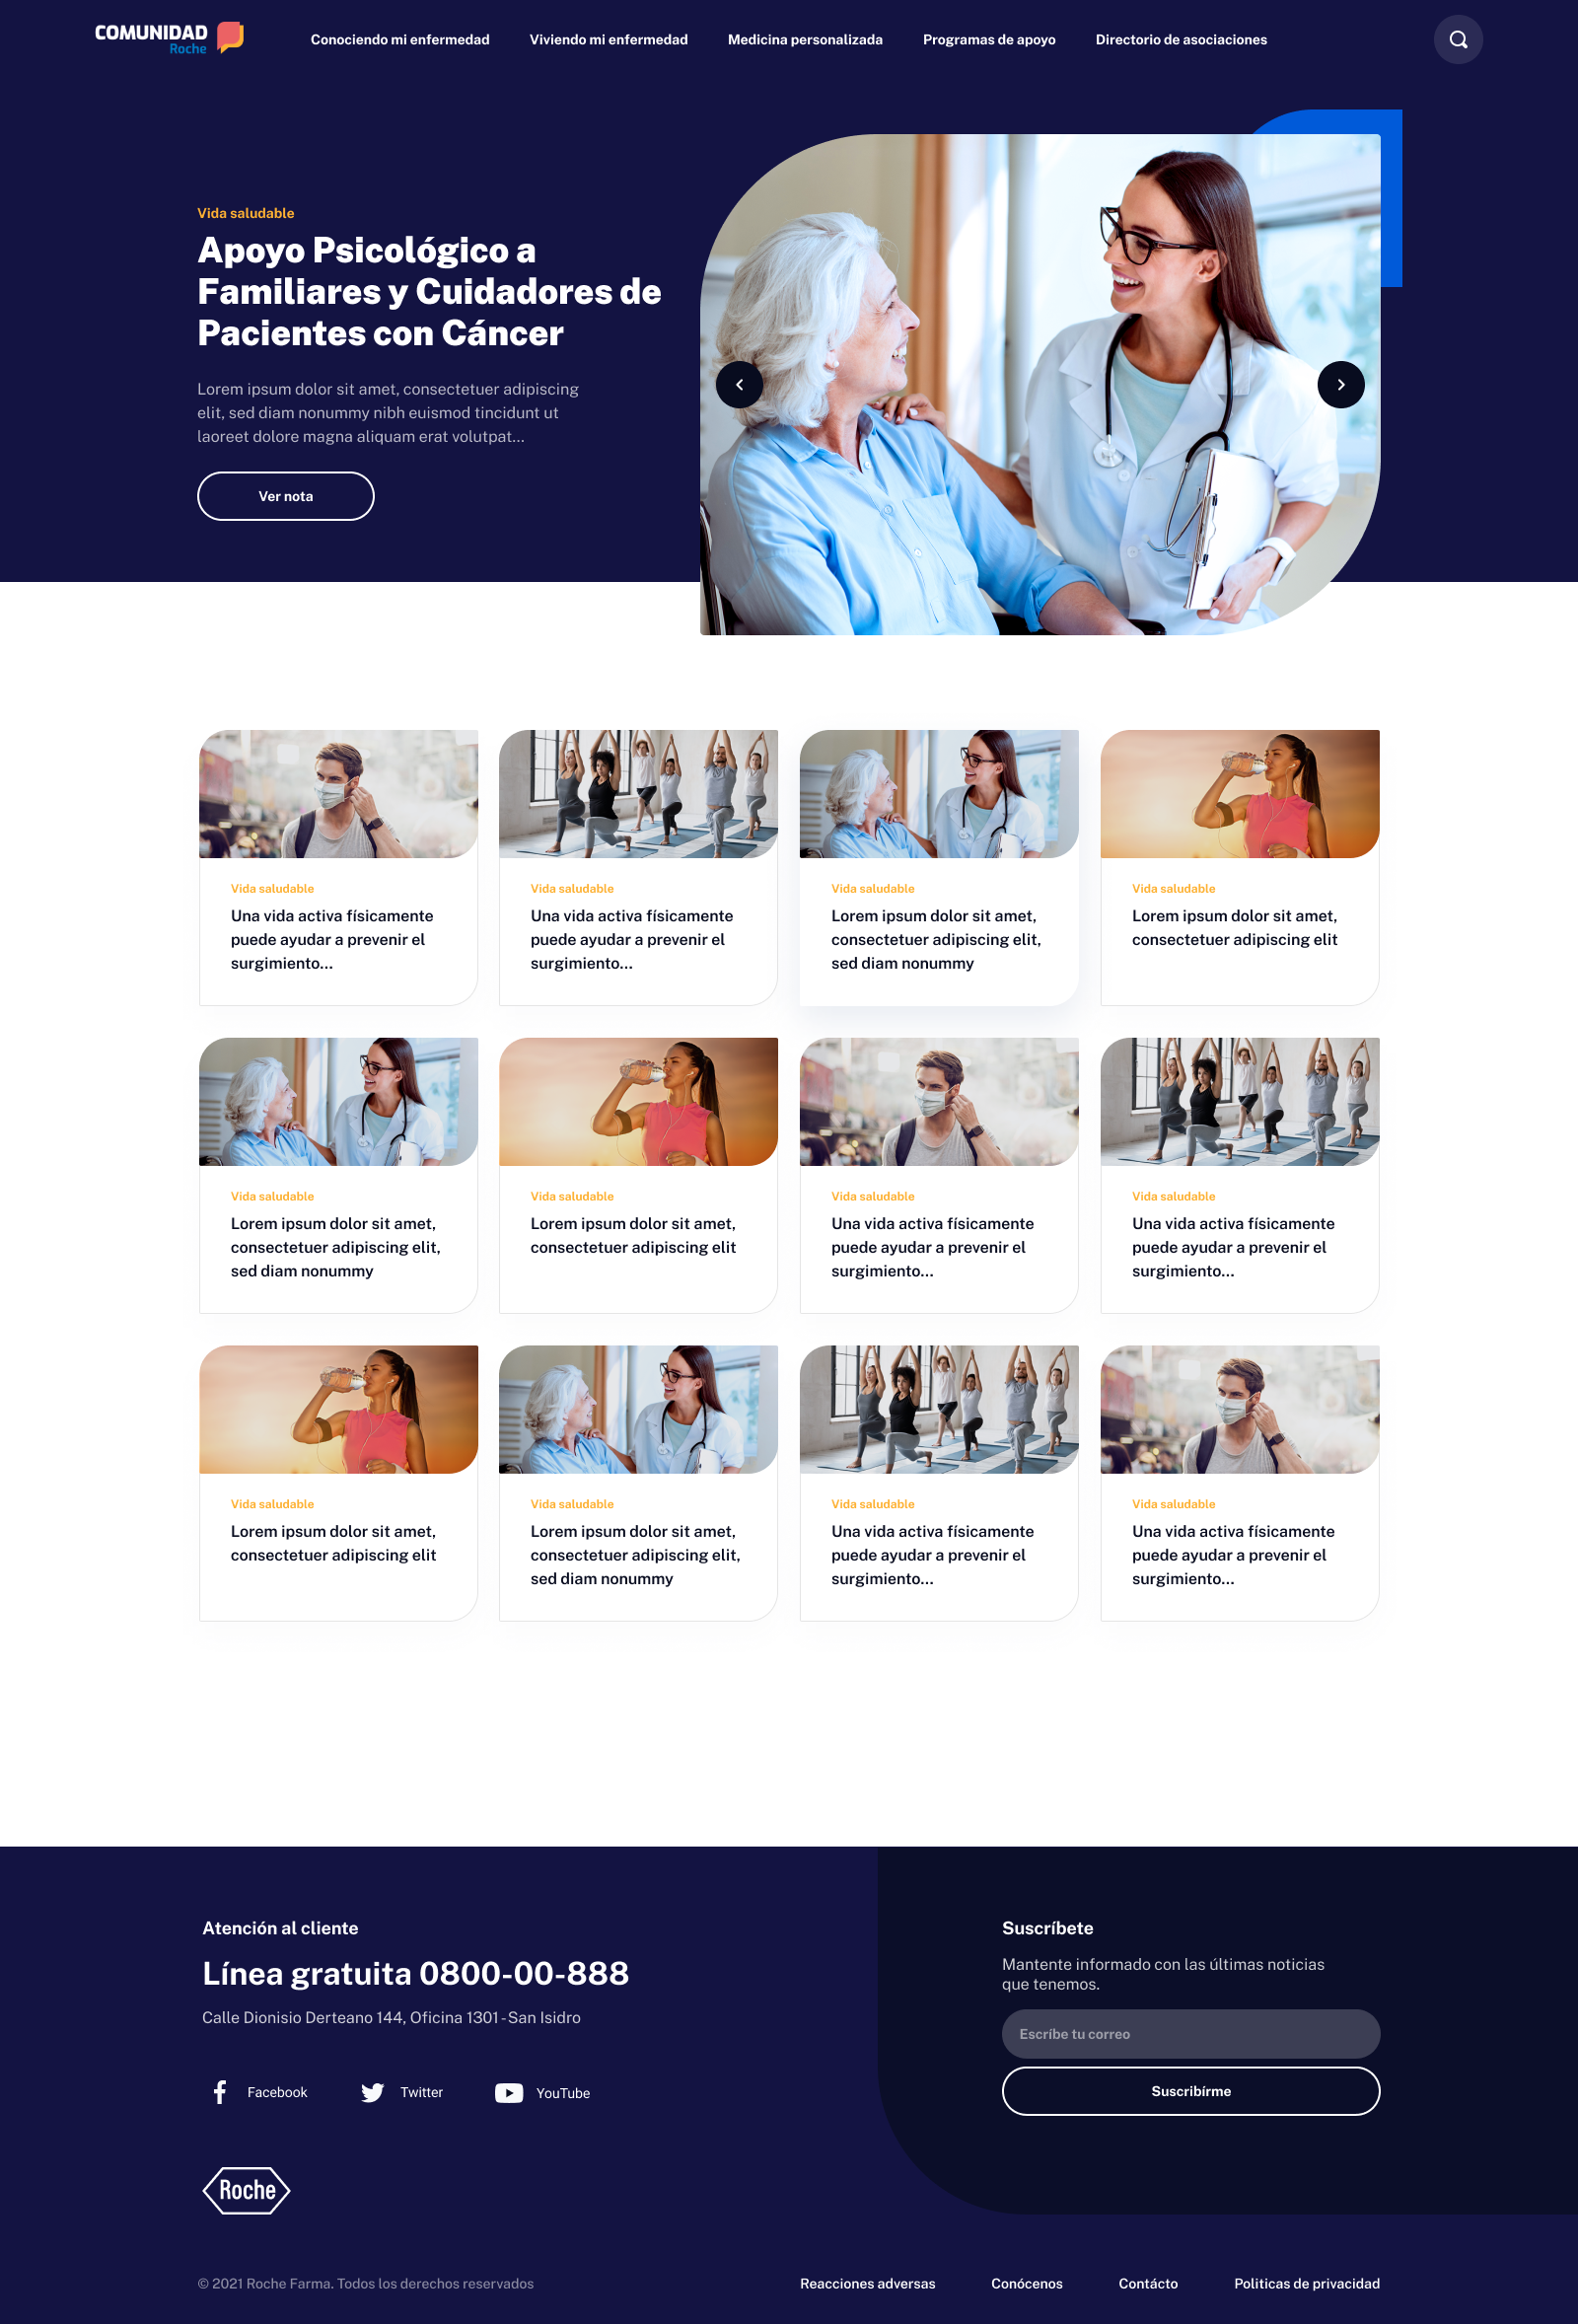 COMUNIDAD
Roche
Conociendo mi enfermedad
Viviendo mi enfermedad
Medicina personalizada
Programas de apoyo
Directorio de asociaciones
Vida saludable
Apoyo Psicológico a
Familiares y Cuidadores de
Pacientes con Cáncer
Lorem ipsum dolor sit amet, consectetuer adipiscing
elit, sed diam nonummy nibh euismod tincidunt ut
laoreet dolore magna aliquam erat volutpat...
Ver nota
Vida saludable
Una vida activa físicamente
puede ayudar a prevenir el
surgimiento...
Vida saludable
Una vida activa físicamente
puede ayudar a prevenir el
surgimiento...
Vida saludable
Lorem ipsum dolor sit amet,
consectetuer adipiscing elit,
sed diam nonummy
Vida saludable
Lorem ipsum dolor sit amet,
consectetuer adipiscing elit
Vida saludable
Lorem ipsum dolor sit amet,
consectetuer adipiscing elit,
sed diam nonummy
Vida saludable
Lorem ipsum dolor sit amet,
consectetuer adipiscing elit
Vida saludable
Una vida activa físicamente
puede ayudar a prevenir el
surgimiento...
Vida saludable
Una vida activa físicamente
puede ayudar a prevenir el
surgimiento...
Vida saludable
Lorem ipsum dolor sit amet,
consectetuer adipiscing elit
Vida saludable
Lorem ipsum dolor sit amet,
consectetuer adipiscing elit,
sed diam nonummy
Vida saludable
Una vida activa físicamente
puede ayudar a prevenir el
surgimiento...
Vida saludable
Una vida activa físicamente
puede ayudar a prevenir el
surgimiento...
Atención al cliente
Línea gratuita 0800-00-888
Calle Dionisio Derteano 144, Oficina 1301 - San Isidro
Facebook
Twitter
YouTube
Roche
Suscríbete
Mantente informado con las últimas noticias
que tenemos.
Escríbe tu correo
Suscribírme
© 2021 Roche Farma. Todos los derechos reservados
Reacciones adversas
Conócenos
Contácto
Politicas de privacidad